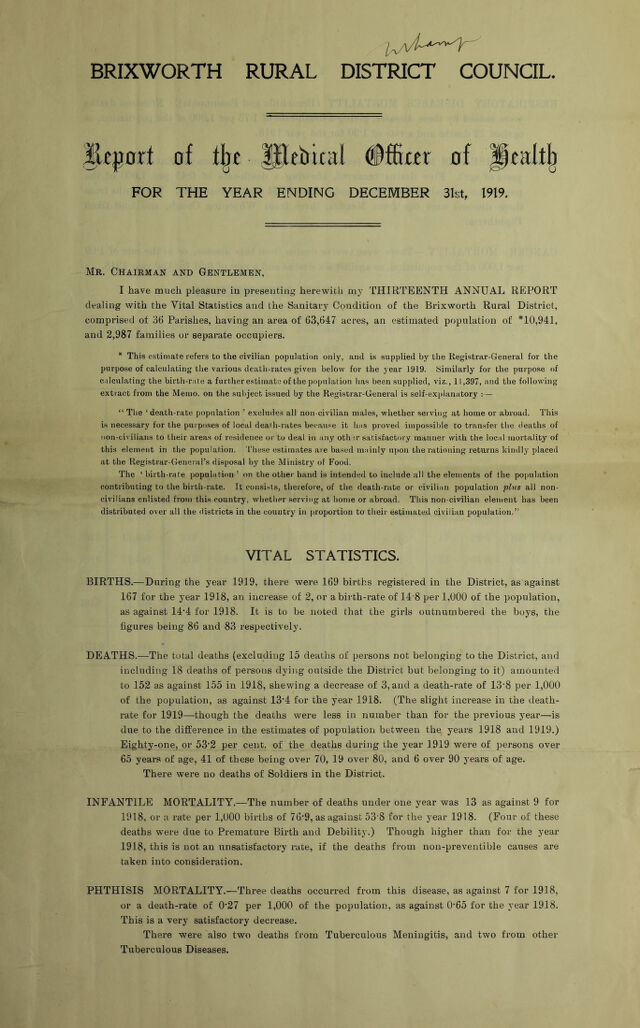 Nhamp
BRIXWORTH RURAL DISTRICT COUNCIL.
Report of the Medical Officer of Health
FOR THE YEAR ENDING DECEMBER 31st, 1919.
MR. CHAIRMAN AND GENTLEMEN,
I have much pleasure in presenting herewith my THIRTEENTH ANNUAL REPORT
dealing with the Vital Statistics and the Sanitary Condition of the Brixworth Rural District,
comprised of 36 Parishes, having an area of 63,647 acres, an estimated population of *10,941,
and 2,987 families or separate occupiers.
* This estimate refers to the civilian population only, and is supplied by the Registrar-General for the
purpose of calculating the various death-rates given below for the year 1919. Similarly for the purpose of
calculating the birth-rate a further estimate of the population has been supplied, viz., 11,397, and the following
extract from the Memo. on the subject issued by the Registrar-General is self-explanatory :—
“ The ‘ death-rate population ’ excludes all non-civilian males, whether serving at home or abroad. This
is necessary for the purposes of local death-rates because it has proved impossible to transfer the deaths of
non-civilians to their areas of residence or to deal in any other satisfactory manner with the local mortality of
this element in the population. These estimates are based mainly upon the rationing returns kindly placed
at the Registrar-General's disposal by the Ministry of Food.
The ‘ birth-rate population ’ on the other hand is intended to include all the elements of the population
contributing to the birth-rate. It consists, therefore, of the death-rate or civilian population plus all non-
civilians enlisted from this country, whether serving at home or abroad. This non-civilian element has been
distributed over all the districts in the country in proportion to their estimated civilian population.”
VITAL STATISTICS.
BIRTHS.—During the year 1919, there were 169 births registered in the District, as against
167 for the year 1918, an increase of 2, or a birth-rate of 14·8 per 1,000 of the population,
as against 14·4 for 1918. It is to be noted that the girls outnumbered the boys, the
figures being 86 and 83 respectively.
DEATHS.—The total deaths (excluding 15 deaths of persons not belonging to the District, and
including 18 deaths of persons dying outside the District but belonging to it) amounted
to 152 as against 155 in 1918, shewing a decrease of 3, and a death-rate of 13·8 per 1,000
of the population, as against 13·4 for the year 1918. (The slight increase in the death-
rate for 1919—though the deaths were less in number than for the previous year—is
due to the difference in the estimates of population between the years 1918 and 1919.)
Eighty-one, or 53·2 per cent. of the deaths during the year 1919 were of persons over
65 years of age, 41 of these being over 70, 19 over 80, and 6 over 90 years of age.
There were no deaths of Soldiers in the District.
INFANTILE MORTALITY.—The number of deaths under one year was 13 as against 9 for
1918, or a rate per 1,000 births of 76·9, as against 53·8 for the year 1918. (Four of these
deaths were due to Premature Birth and Debility.) Though higher than for the year
1918, this is not an unsatisfactory rate, if the deaths from non-preventible causes are
taken into consideration.
PHTHISIS MORTALITY.—Three deaths occurred from this disease, as against 7 for 1918,
or a death-rate of 0·27 per 1,000 of the population, as against 0·65 for the year 1918.
This is a very satisfactory decrease.
There were also two deaths from Tuberculous Meningitis, and two from other
Tuberculous Diseases.